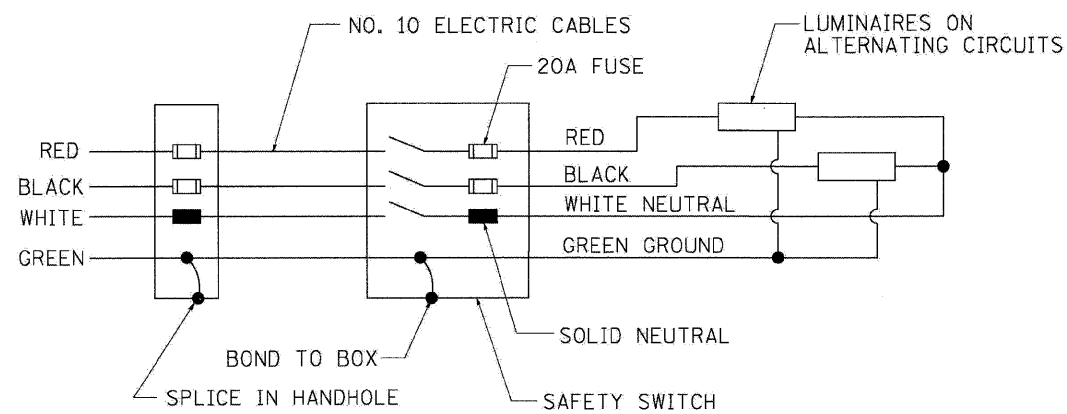 NO. 10 ELECTRIC CABLES
LUMINAIRES ON
ALTERNATING CIRCUITS
20A FUSE
RED
RED
BLACK
BLACK
WHITE
WHITE NEUTRAL
GREEN
GREEN GROUND
SOLID NEUTRAL
BOND TO BOX
SPLICE IN HANDHOLE
SAFETY SWITCH